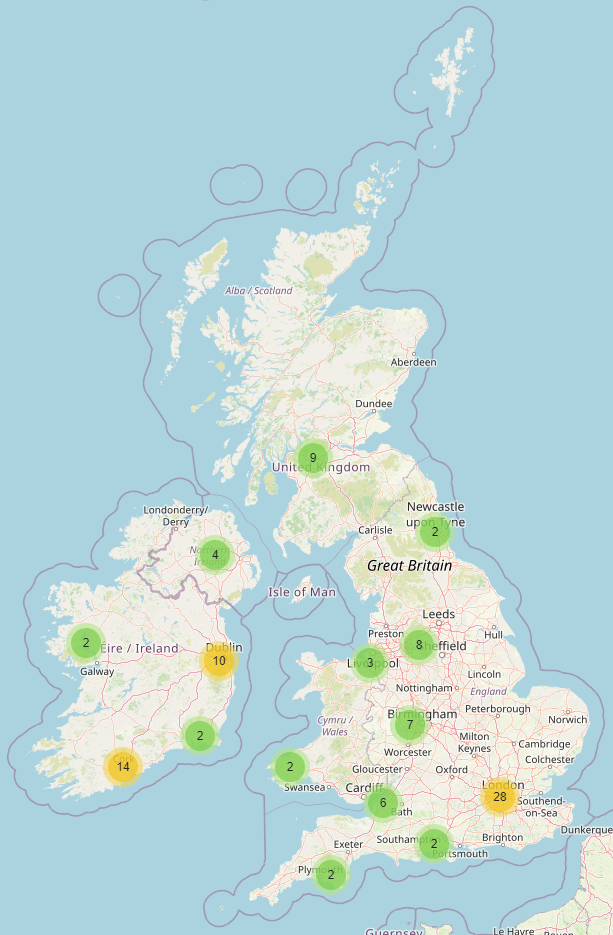 Alba / Scotland
Aberdeen
Dundee
9
United Kingdom
Londonderry/
Derry
Newcastle
upon Tyne
2
Carlisle
4
Great Britain
Isle of Man
Leeds
Preston
Hull
2
Éire / Ireland
Dublin
10
8
Sheffield
3
Liverpool
Galway
Lincoln
Nottingham
England
Peterborough
Birmingham
7
Norwich
Cymru /
Wales
2
Milton
Keynes
Cambridge
Worcester
Colchester
14
2
Gloucester
Oxford
Swansea
Cardiff
London
28
6
Bath
Southend-
on-Sea
Southampton
2
Brighton
Dunkerque
Exeter
Portsmouth
Plymouth
2
Guernsey
Le Havre
Rouen